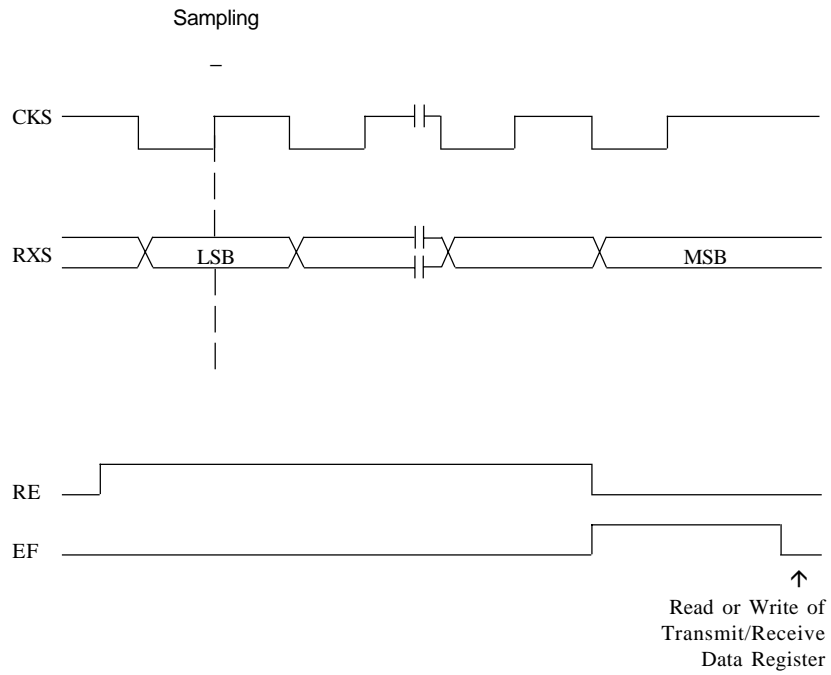 Sampling
CKS
RXS
LSB
MSB
RE
EF
Read or Write of
Transmit/Receive
Data Register